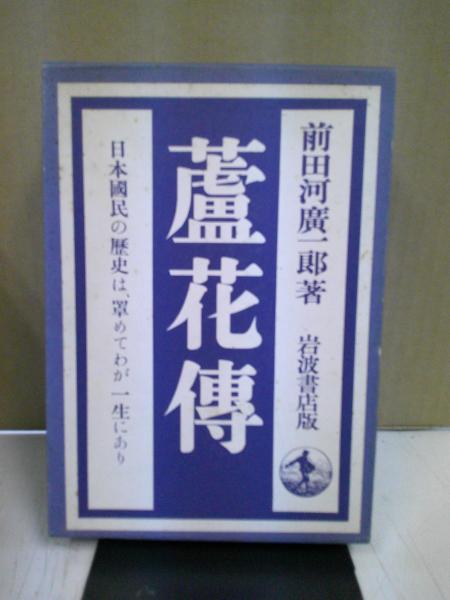 前田河廣一郎著　岩波書店版
蘆花傳
日本國民の歷史は、罩めてわが一生にあり